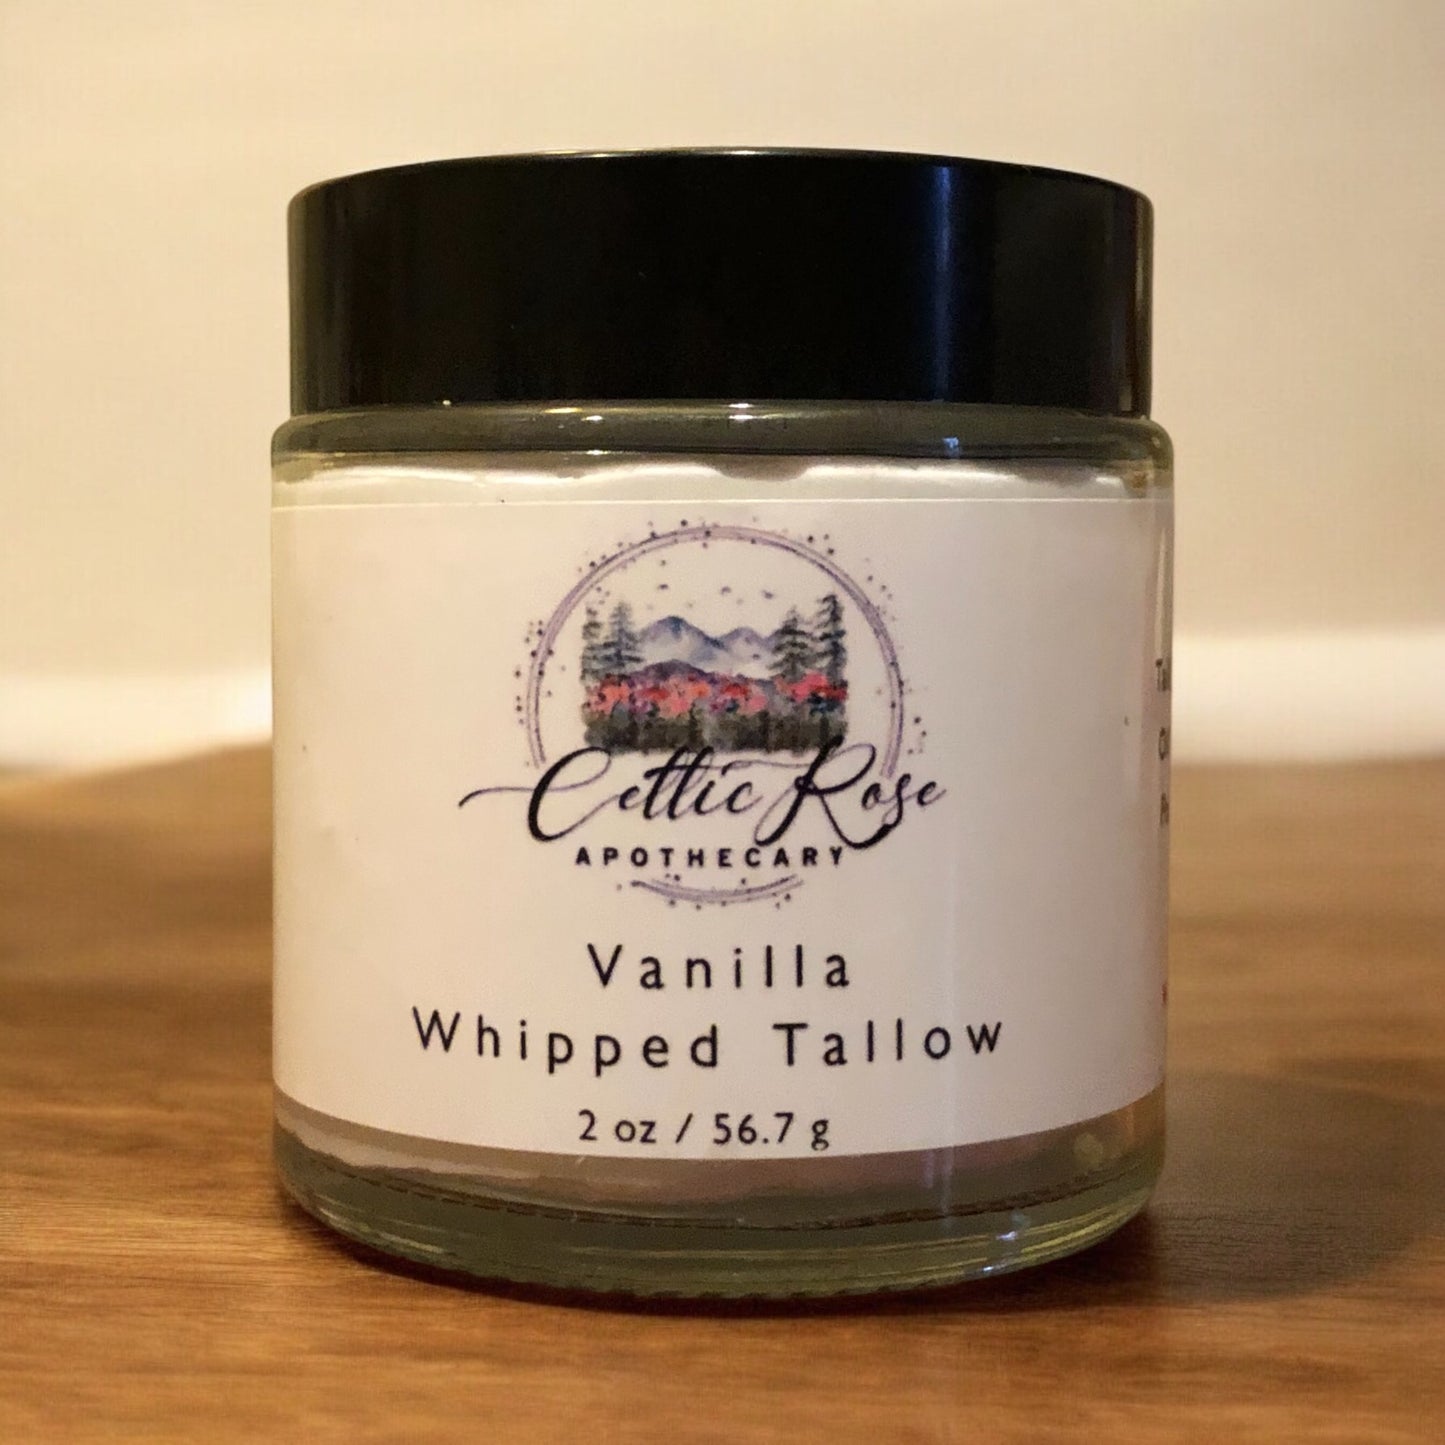 Celtic Rose
APOTHECARY
Vanilla
Whipped Tallow
2 oz / 56.7 g